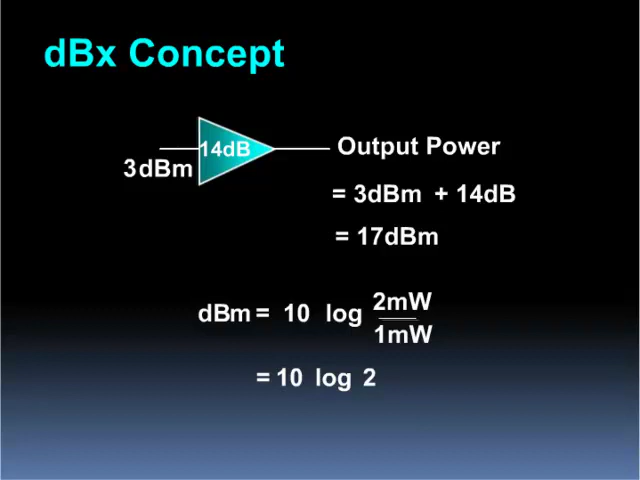 dBx Concept
14dB
3dBm
Output Power
= 3dBm + 14dB
= 17dBm
dBm = 10 log 2mW
1mW
= 10 log 2